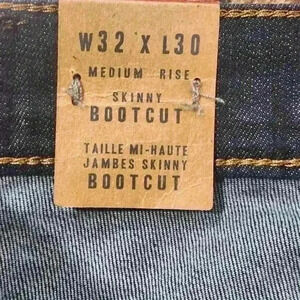 W32 X L30
MEDIUM RISE
SKINNY
BOOTCUT
TAILLE MI-HAUTE
JAMBES SKINNY
BOOTCUT